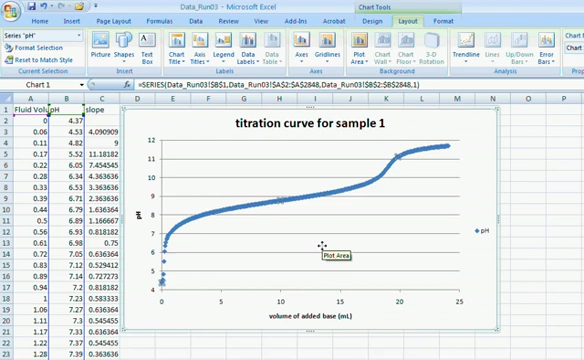 Data_Run03 - Microsoft Excel
Chart Tools
Home Insert Page Layout Formulas Data Review View Add-Ins Acrobat Design Layout Format
Series "pH"
Format Selection
Reset to Match Style
Current Selection
Picture Shapes Text Box
Insert
Chart Title Axis Titles Legend Data Labels Data Table
Labels
Axes Gridlines
Axes
Plot Area Chart Wall Chart Floor 3-D Rotation
Background
Trendline Lines Up/Down Bars Error Bars
Analysis
Chart Name:
Chart 1
Chart 1
=SERIES(Data_Run03!$B$1,Data_Run03!$A$2:$A$2848,Data_Run03!$B$2:$B$2848,1)
A B C D E F G H I J K L M N O
1 Fluid Volu pH slope
2 0 4.37
3 0.06 4.53 4.090909
4 0.11 4.82 9
5 0.17 5.52 11.18182
6 0.22 6.05 7.454545
7 0.28 6.34 4.363636
8 0.33 6.53 3.363636
9 0.39 6.71 2.363636
10 0.44 6.79 1.636364
11 0.5 6.89 1.166667
12 0.56 6.93 0.818182
13 0.61 6.98 0.75
14 0.72 7.05 0.636364
15 0.83 7.12 0.529412
16 0.89 7.14 0.727273
17 0.94 7.2 0.818182
18 1 7.23 0.583333
19 1.06 7.27 0.636364
20 1.11 7.3 0.636364
21 1.17 7.33 0.636364
22 1.28 7.39 0.363636
23
titration curve for sample 1
12
11
10
9
8
7
6
5
4
pH
0 5 10 15 20 25
volume of added base (mL)
pH
Plot Area